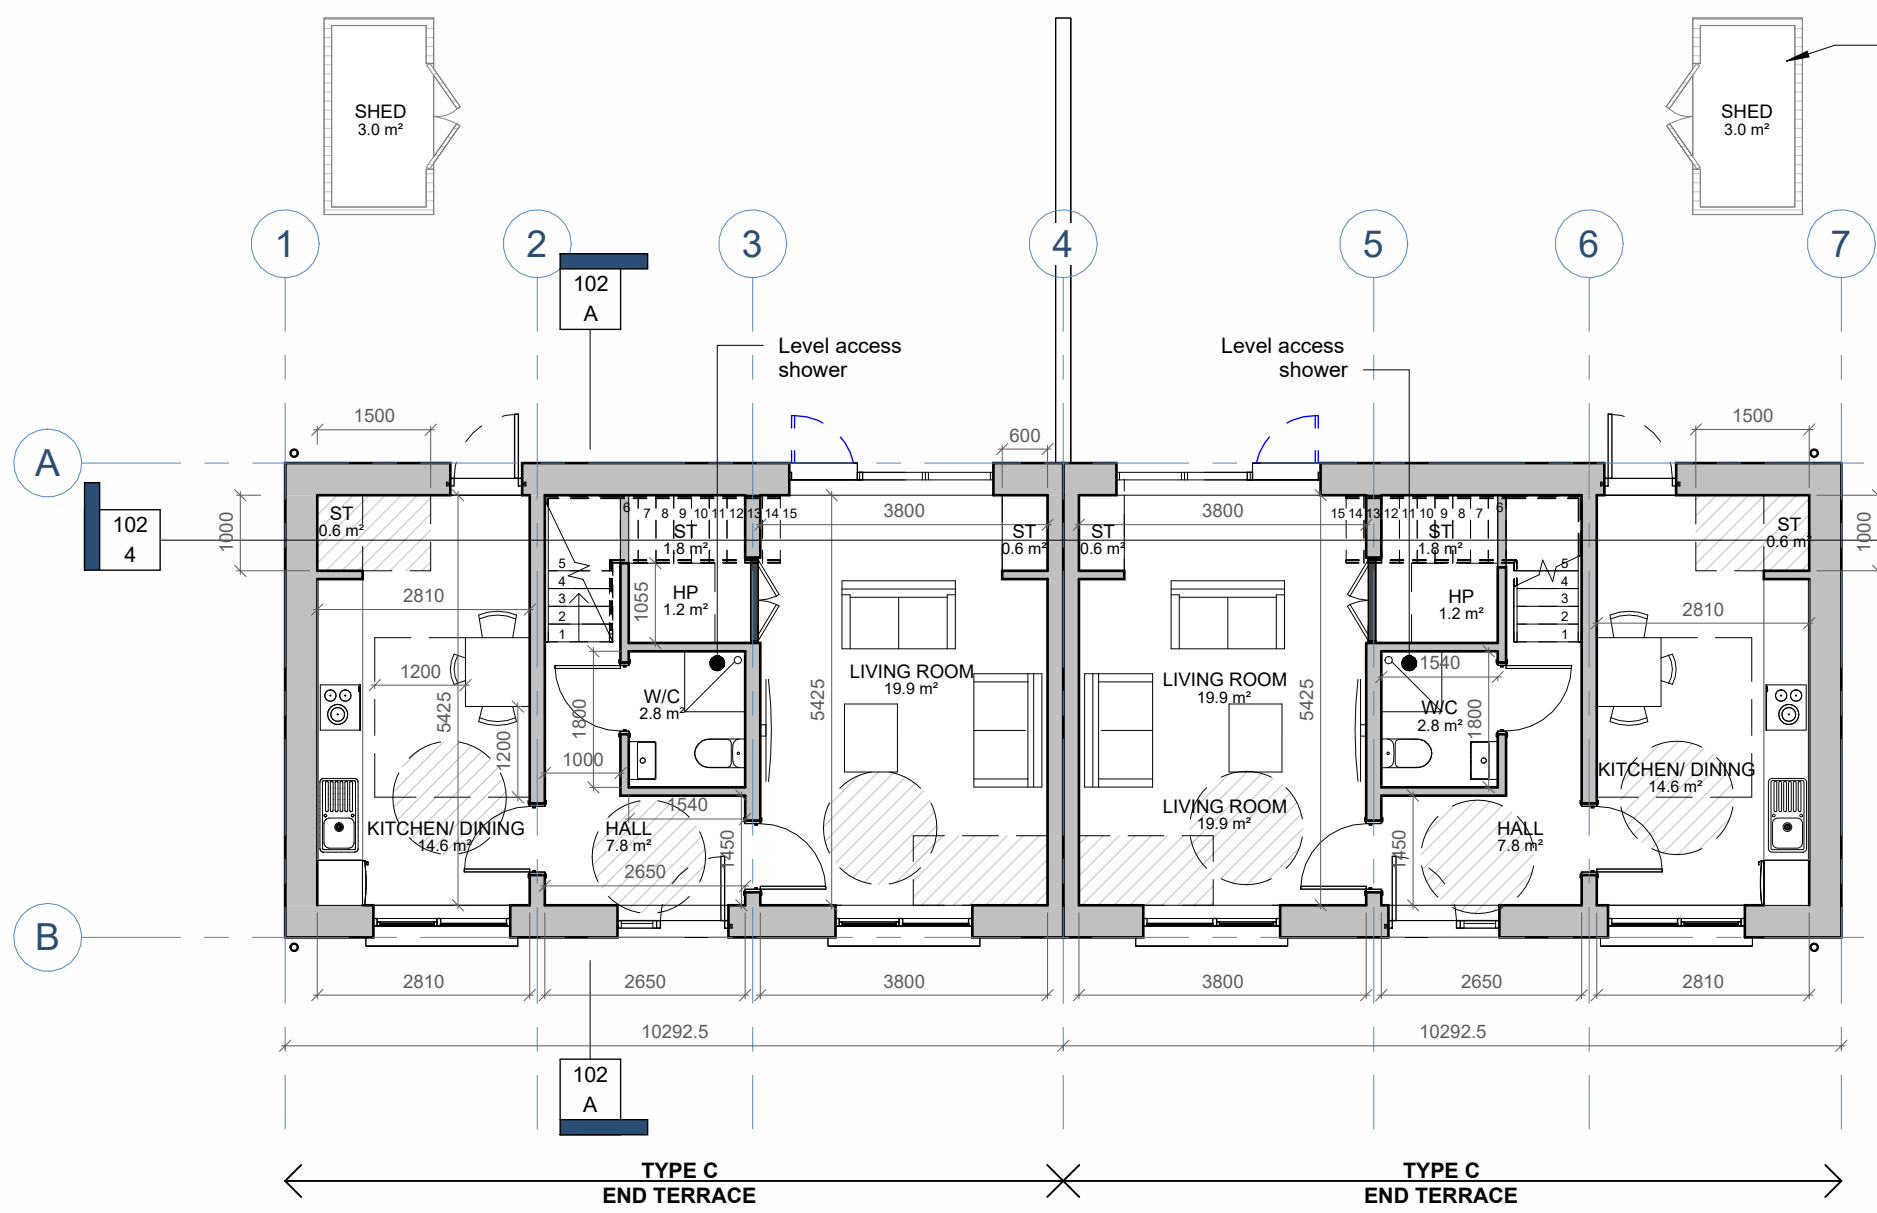 SHED
3.0 m²
SHED
3.0 m²
1
2
3
4
5
6
7
102
A
Level access
shower
Level access
shower
1500
600
1500
A
102
4
1000
ST
0.6 m²
6 7 8 9 10 11 12 13 14 15
ST
1.8 m²
3800
ST
0.6 m²
3800
ST
0.6 m²
15 14 13 12 11 10 9 8 7 6
ST
1.8 m²
ST
0.6 m²
1000
5
4
3
2
1
HP
1.2 m²
1055
HP
1.2 m²
5
4
3
2
1
2810
2810
1200
5425
1200
W/C
2.8 m²
1800
1000
LIVING ROOM
19.9 m²
5425
LIVING ROOM
19.9 m²
5425
1540
W/C
2.8 m²
1800
KITCHEN/ DINING
14.6 m²
KITCHEN/ DINING
14.6 m²
HALL
7.8 m²
1540
1450
2650
LIVING ROOM
19.9 m²
1450
HALL
7.8 m²
B
2810
2650
3800
3800
2650
2810
10292.5
10292.5
102
A
TYPE C
END TERRACE
TYPE C
END TERRACE